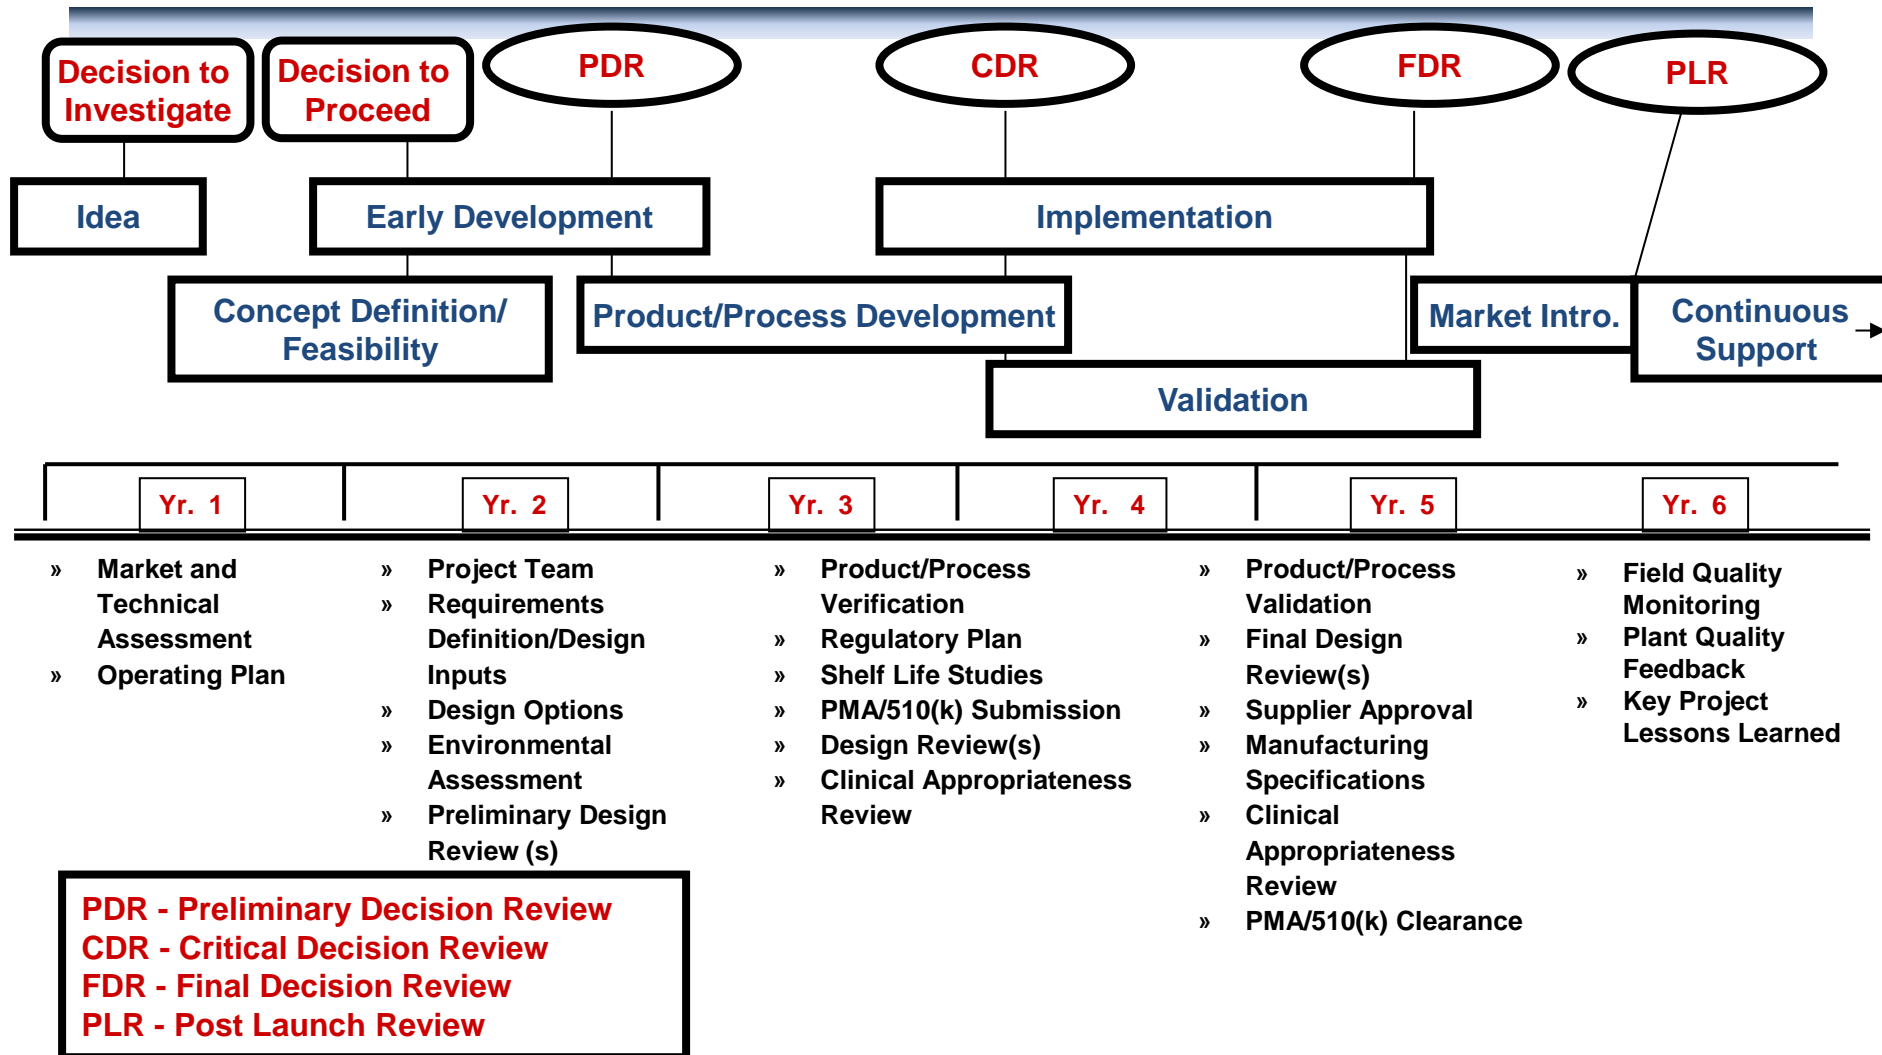 Decision to
Investigate
Decision to
Proceed
PDR
CDR
FDR
PLR
Idea
Early Development
Implementation
Concept Definition/
Feasibility
Product/Process Development
Market Intro.
Continuous
Support
Validation
Yr. 1
Yr. 2
Yr. 3
Yr. 4
Yr. 5
Yr. 6
» Market and
Technical
Assessment
» Operating Plan
» Project Team
» Requirements
Definition/Design
Inputs
» Design Options
» Environmental
Assessment
» Preliminary Design
Review (s)
» Product/Process
Verification
» Regulatory Plan
» Shelf Life Studies
» PMA/510(k) Submission
» Design Review(s)
» Clinical Appropriateness
Review
» Product/Process
Validation
» Final Design
Review(s)
» Supplier Approval
» Manufacturing
Specifications
» Clinical
Appropriateness
Review
» PMA/510(k) Clearance
» Field Quality
Monitoring
» Plant Quality
Feedback
» Key Project
Lessons Learned
PDR - Preliminary Decision Review
CDR - Critical Decision Review
FDR - Final Decision Review
PLR - Post Launch Review